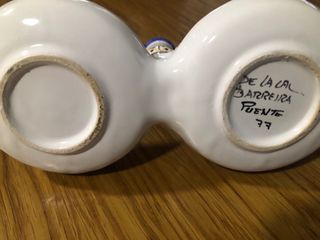 DE LA CAL
BARREIRA
PUENTE
77